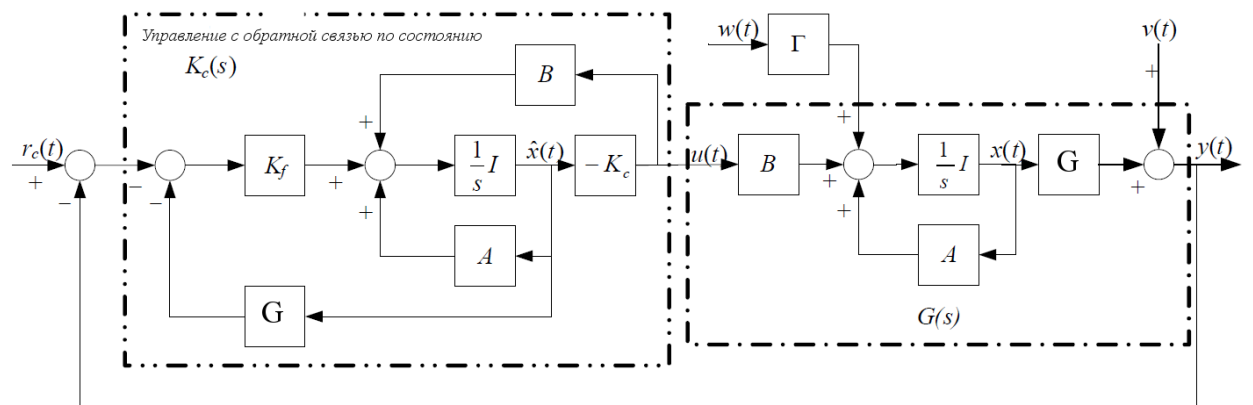 Управление с обратной связью по состоянию
K_c(s)
w(t)
Γ
v(t)
B
+
+
+
+
r_c(t)
+
−
−
−
K_f
+
1/s I
x̂(t)
− K_c
u(t)
B
+
1/s I
x(t)
G
+
y(t)
+
A
+
A
G
G(s)